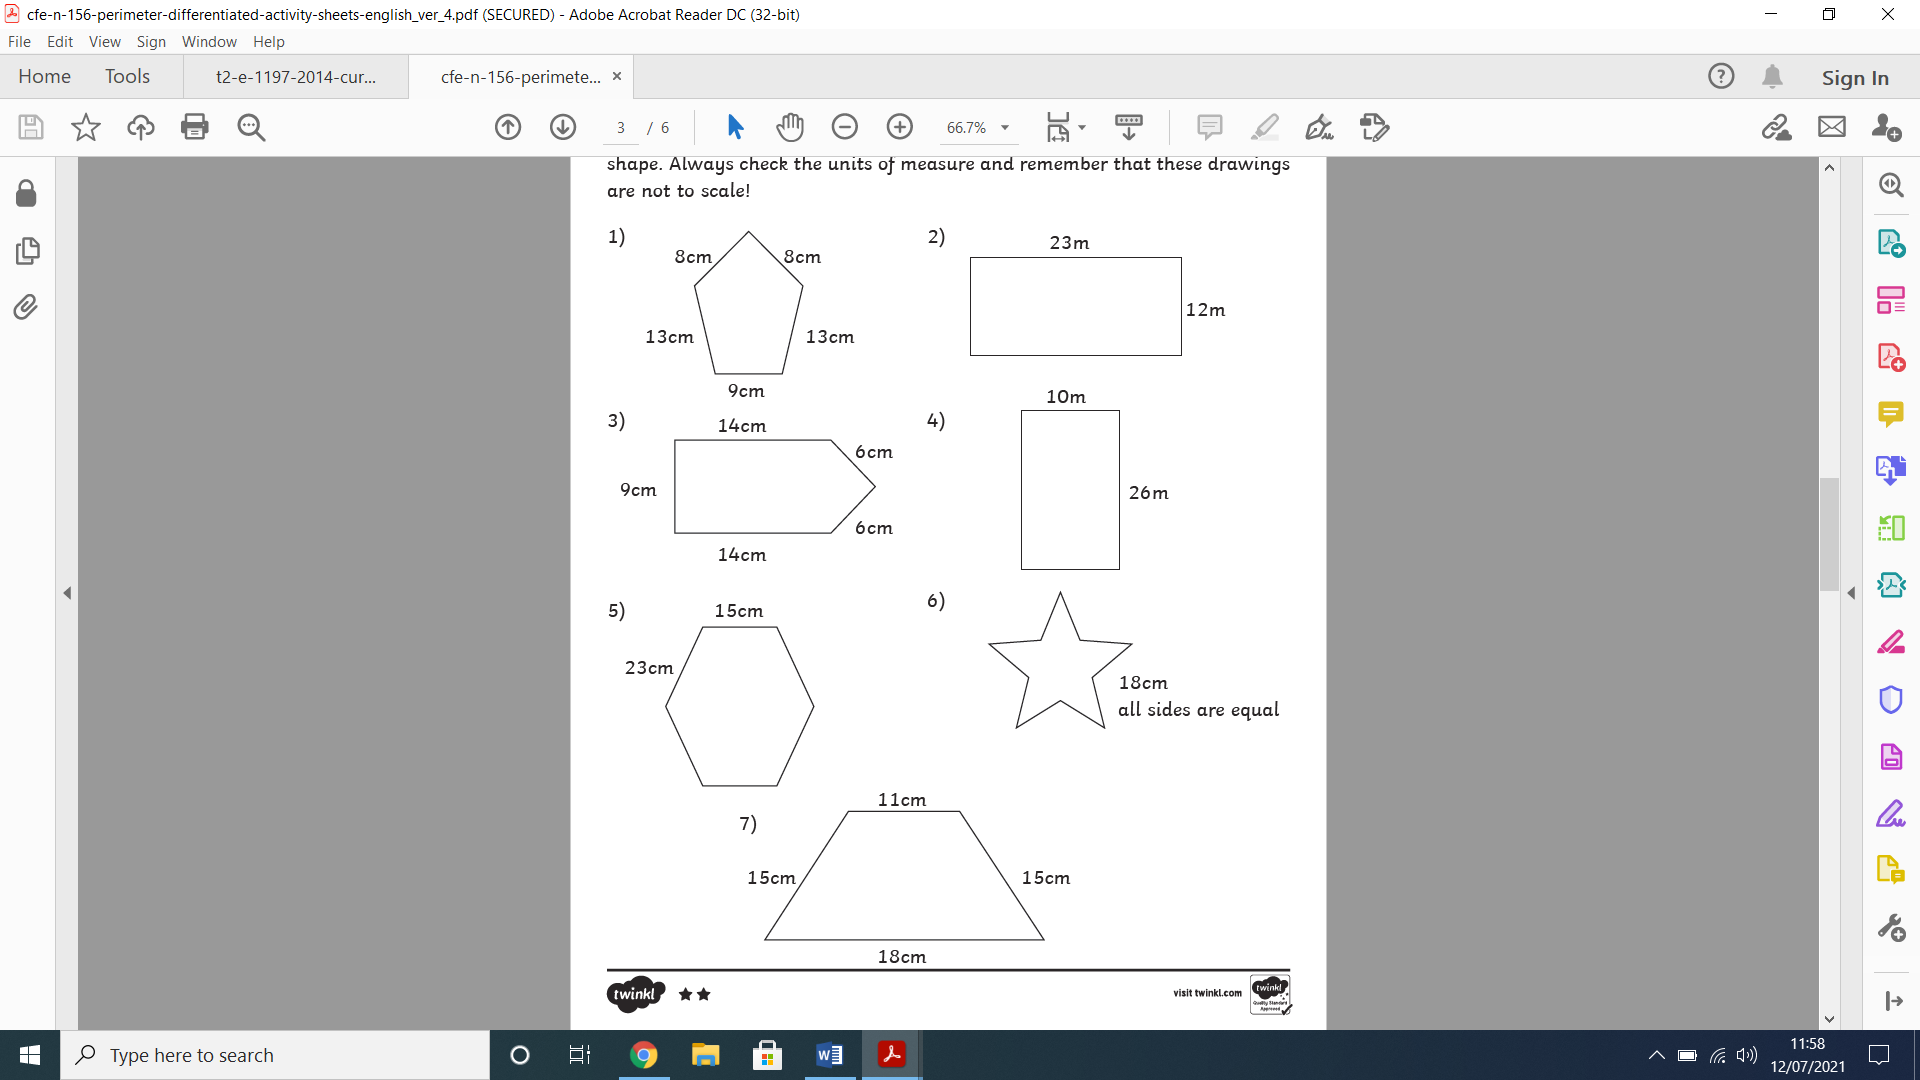 cfe-n-156-perimeter-differentiated-activity-sheets-english_ver_4.pdf (SECURED) - Adobe Acrobat Reader DC (32-bit)
File Edit View Sign Window Help
Home Tools t2-e-1197-2014-cur... cfe-n-156-perimete... × Sign In
3 / 6 66.7%
shape. Always check the units of measure and remember that these drawings
are not to scale!
1)
8cm 8cm
13cm 13cm
9cm
2)
23m
12m
3)
14cm
6cm
9cm
6cm
14cm
4)
10m
26m
5)
15cm
23cm
6)
18cm
all sides are equal
7)
11cm
15cm 15cm
18cm
twinkl
visit twinkl.com
twinkl
Quality Standard
Approved
Type here to search
11:58
12/07/2021